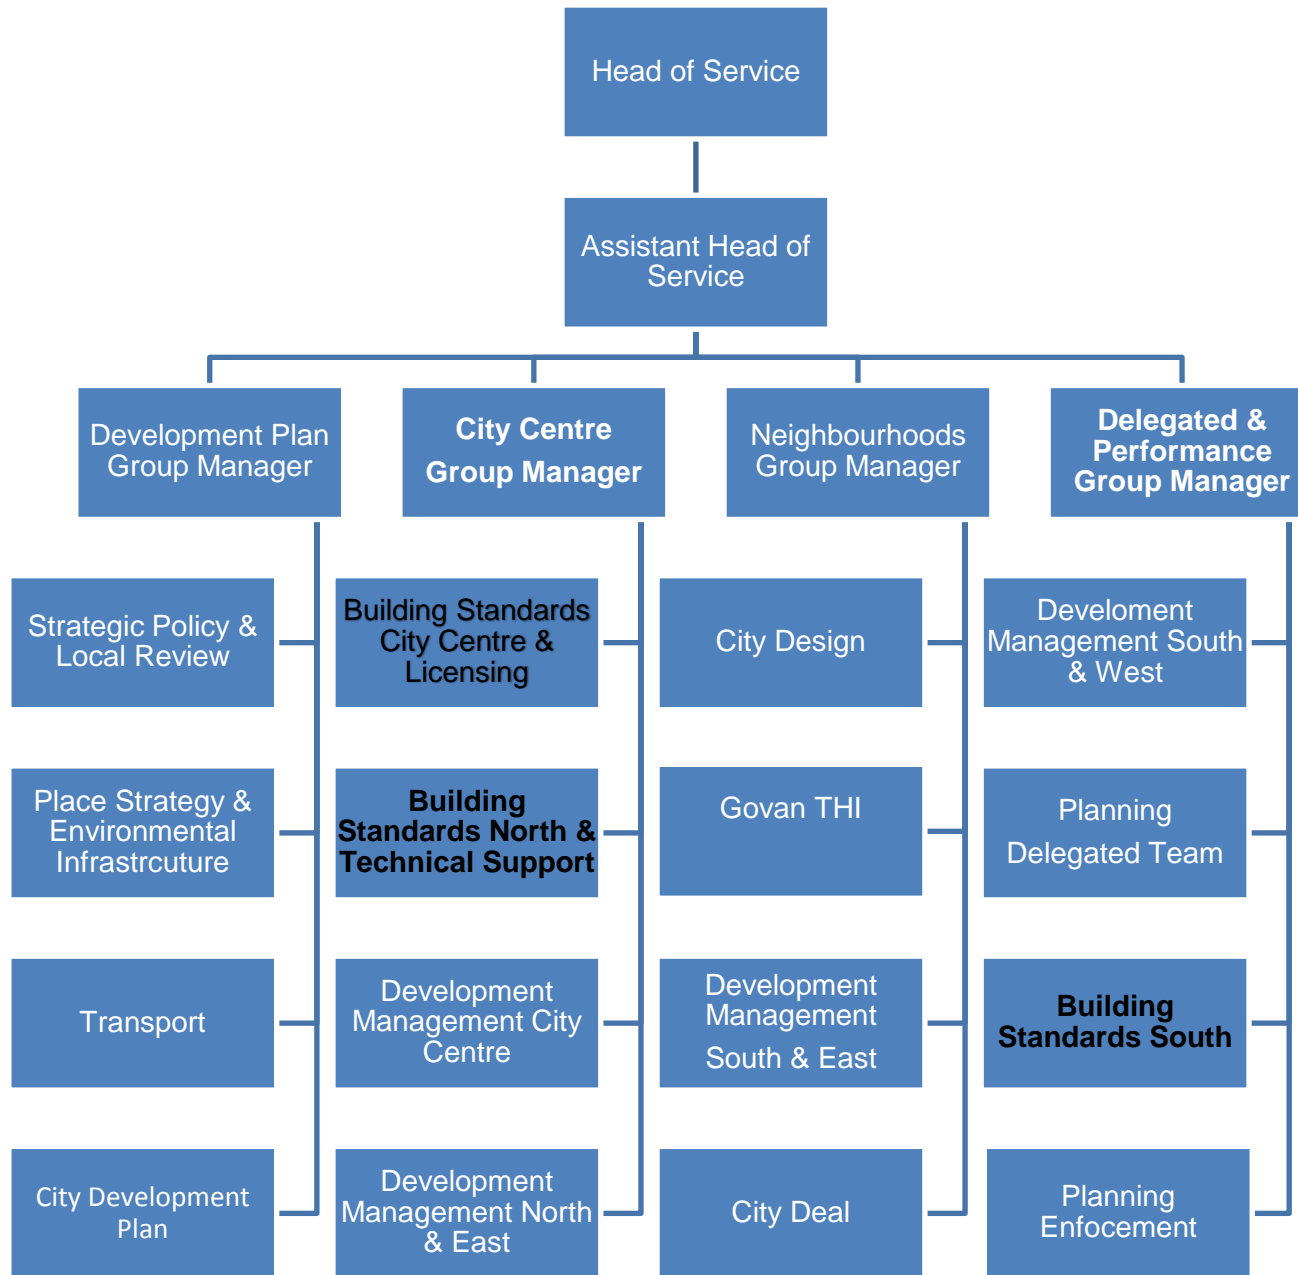 Head of Service
Assistant Head of
Service
Development Plan
Group Manager
City Centre
Group Manager
Neighbourhoods
Group Manager
Delegated &
Performance
Group Manager
Strategic Policy &
Local Review
Building Standards
City Centre &
Licensing
City Design
Develoment
Management South
& West
Place Strategy &
Environmental
Infrastrcuture
Building
Standards North &
Technical Support
Govan THI
Planning
Delegated Team
Transport
Development
Management City
Centre
Development
Management
South & East
Building
Standards South
City Development
Plan
Development
Management North
& East
City Deal
Planning
Enfocement